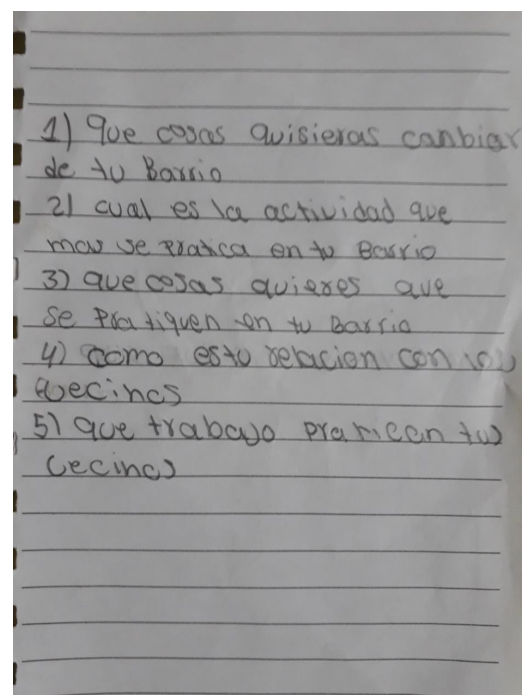 1) que cosas quisieras canbiar
de tu Barrio
2) cual es la actividad que
mas se pratica en tu Barrio
3) que cosas quieres que
se pratiquen en tu Barrio
4) como estu relacion con los
vecinos
5) que trabajo pratican tus
vecinos